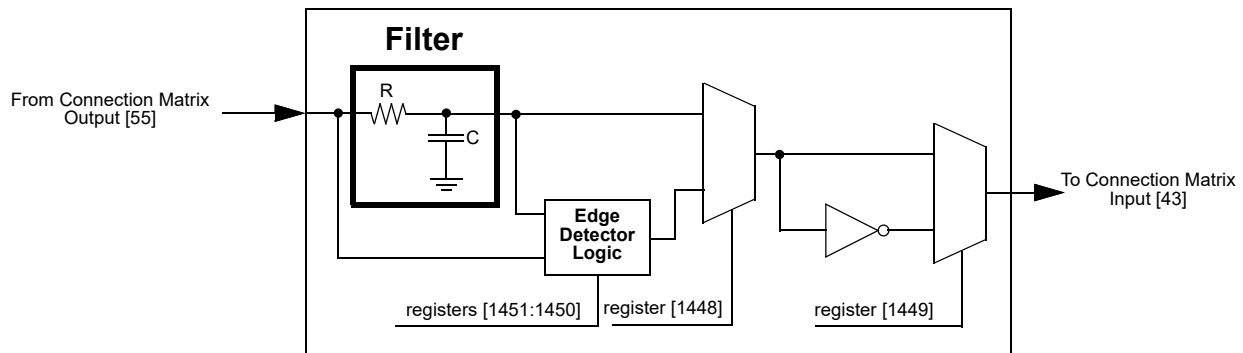 Filter
R
From Connection Matrix
Output [55]
C
To Connection Matrix
Input [43]
Edge
Detector
Logic
registers [1451:1450]
register [1448]
register [1449]